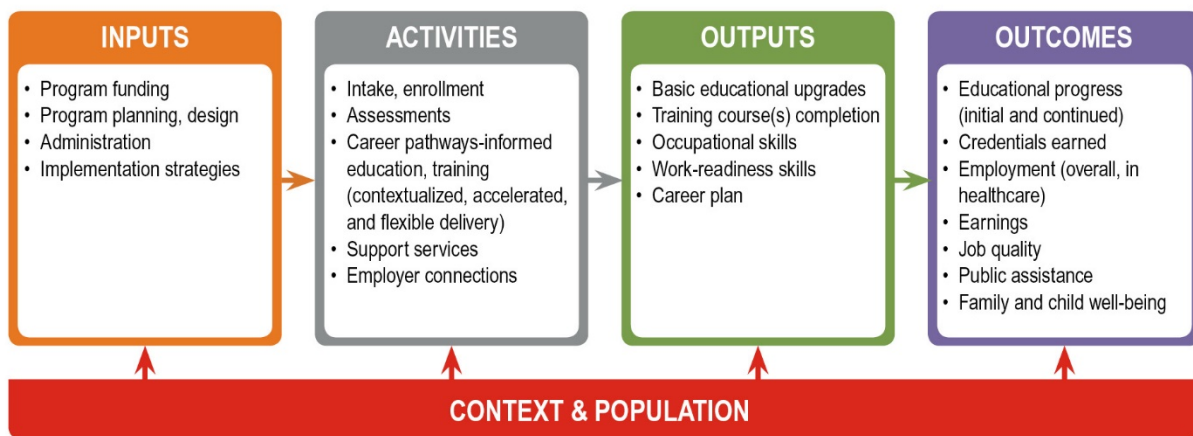 INPUTS
• Program funding
• Program planning, design
• Administration
• Implementation strategies
ACTIVITIES
• Intake, enrollment
• Assessments
• Career pathways-informed
education, training
(contextualized, accelerated,
and flexible delivery)
• Support services
• Employer connections
OUTPUTS
• Basic educational upgrades
• Training course(s) completion
• Occupational skills
• Work-readiness skills
• Career plan
OUTCOMES
• Educational progress
(initial and continued)
• Credentials earned
• Employment (overall, in
healthcare)
• Earnings
• Job quality
• Public assistance
• Family and child well-being
CONTEXT & POPULATION